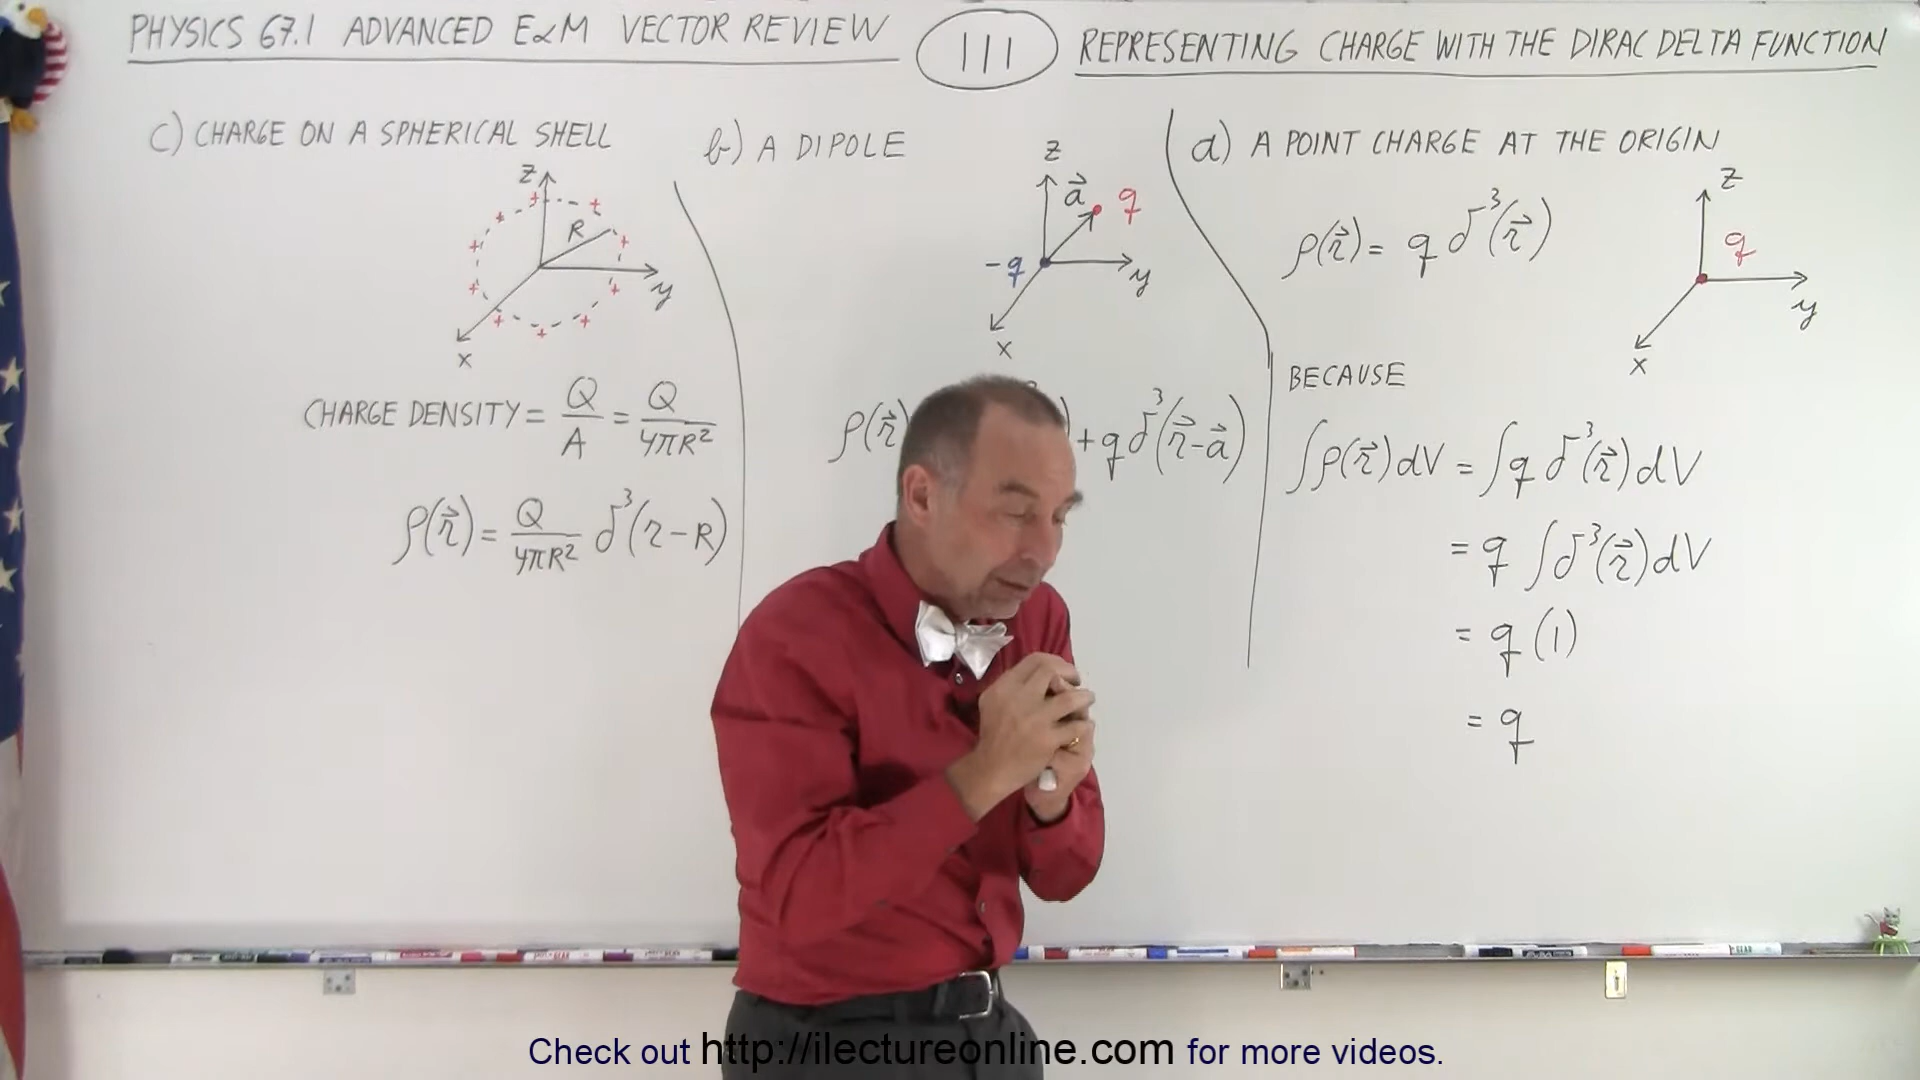 PHYSICS 67.1 ADVANCED E&M VECTOR REVIEW
111
REPRESENTING CHARGE WITH THE DIRAC DELTA FUNCTION
c) CHARGE ON A SPHERICAL SHELL
z
+ + + + + + + + + + +
R
y
x
CHARGE DENSITY = Q/A = Q/4πR²
ρ(r⃗) = Q/4πR² δ³(r-R)
b) A DIPOLE
z
a⃗ q
-q
y
x
ρ(r⃗ ) + q δ³(r⃗-a⃗)
a) A POINT CHARGE AT THE ORIGIN
ρ(r⃗) = q δ³(r⃗)
z
q
y
x
BECAUSE
∫ρ(r⃗)dV = ∫q δ³(r⃗)dV
= q ∫δ³(r⃗)dV
= q (1)
= q
Check out http://ilectureonline.com for more videos.